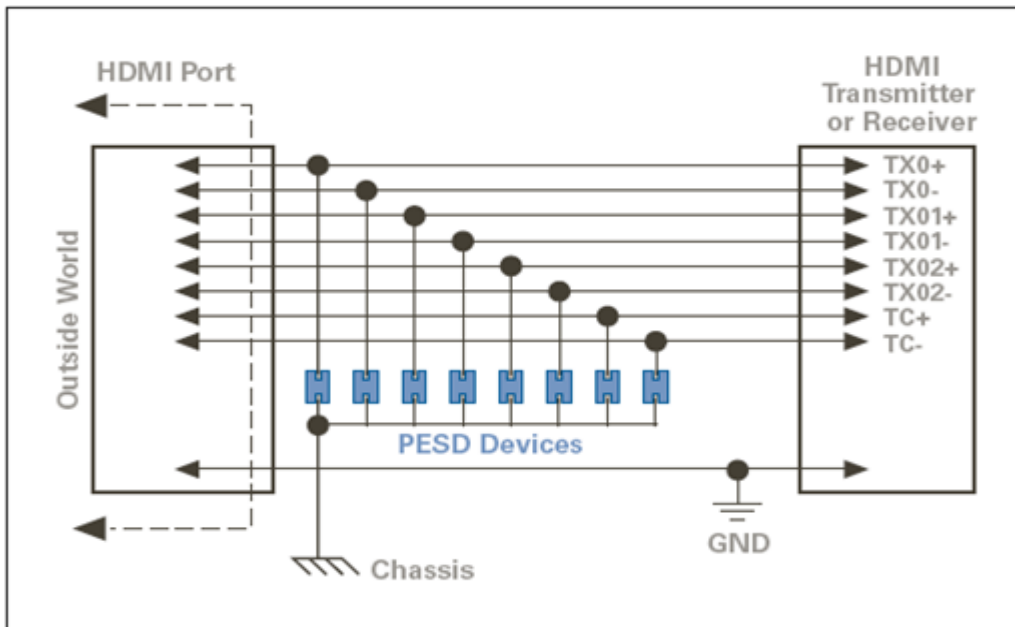 HDMI Port
HDMI
Transmitter
or Receiver
Outside World
TX0+
TX0-
TX01+
TX01-
TX02+
TX02-
TC+
TC-
PESD Devices
GND
Chassis